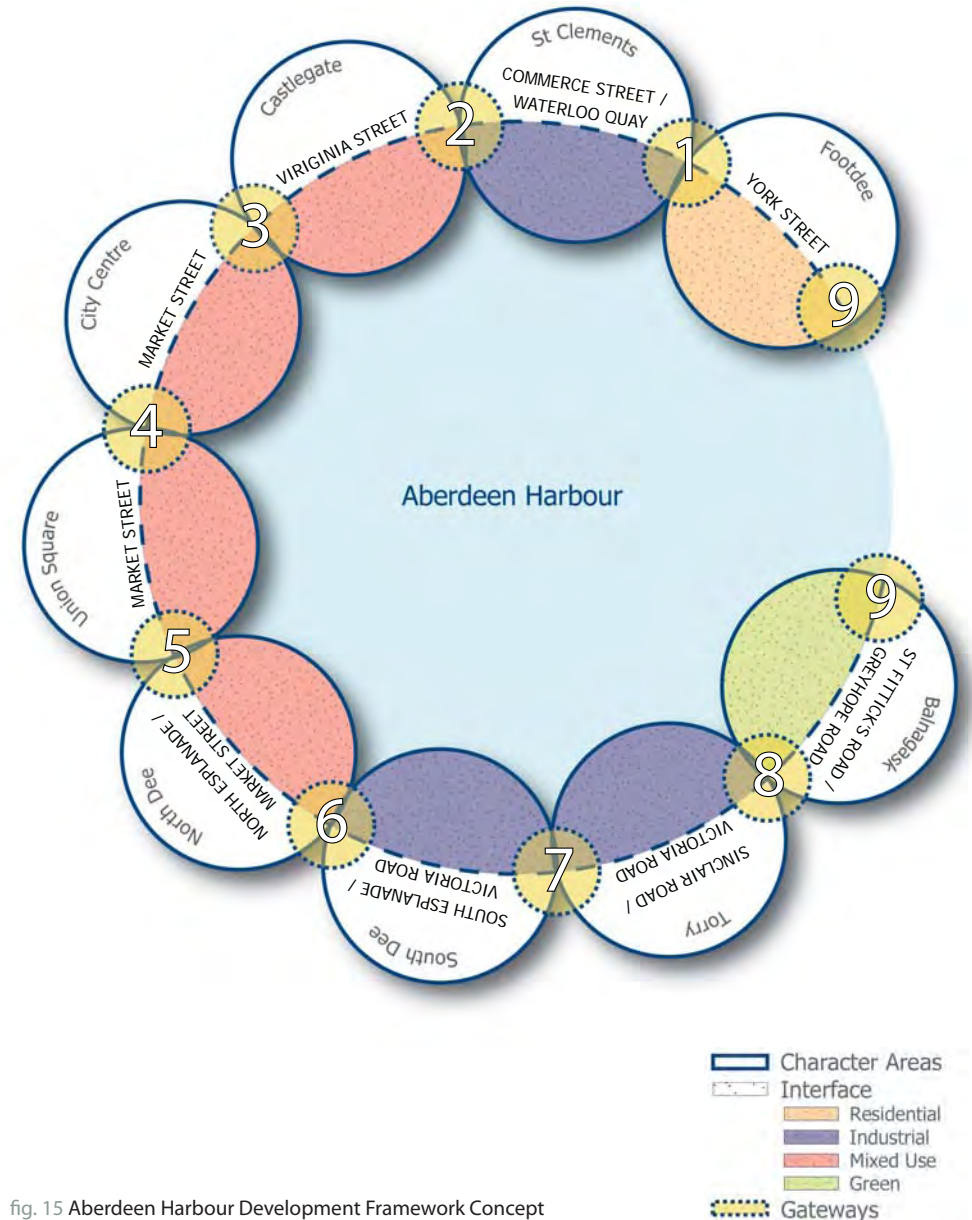 St Clements
COMMERCE STREET /
WATERLOO QUAY
Castlegate
VIRIGINIA STREET
2
1
Footdee
YORK STREET
9
3
City Centre
MARKET STREET
4
Aberdeen Harbour
Union Square
MARKET STREET
5
9
ST FITTICK'S ROAD /
GREYHOPE ROAD
Balnagask
North Dee
NORTH ESPLANADE /
MARKET STREET
6
8
7
SOUTH ESPLANADE /
VICTORIA ROAD
South Dee
SINCLAIR ROAD /
VICTORIA ROAD
Torry
Character Areas
Interface
Residential
Industrial
Mixed Use
Green
Gateways
fig. 15 Aberdeen Harbour Development Framework Concept